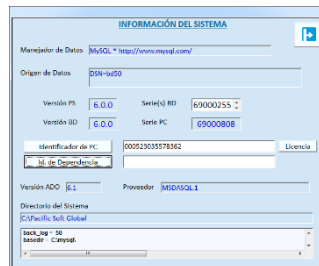 INFORMACIÓN DEL SISTEMA
Manejador de Datos MySQL * http://www.mysql.com/
Origen de Datos DSN=bd50
Versión PS 6.0.0 Serie(s) BD 69000255
Versión BD 6.0.0 Serie PC 69000808
Identificador de PC 000523035578362 Licencia
Id. de Dependencia
Versión ADO 6.1 Proveedor MSDASQL.1
Directorio del Sistema
C:\Pacific Soft Global
back_log = 50
basedir = C:\mysql\